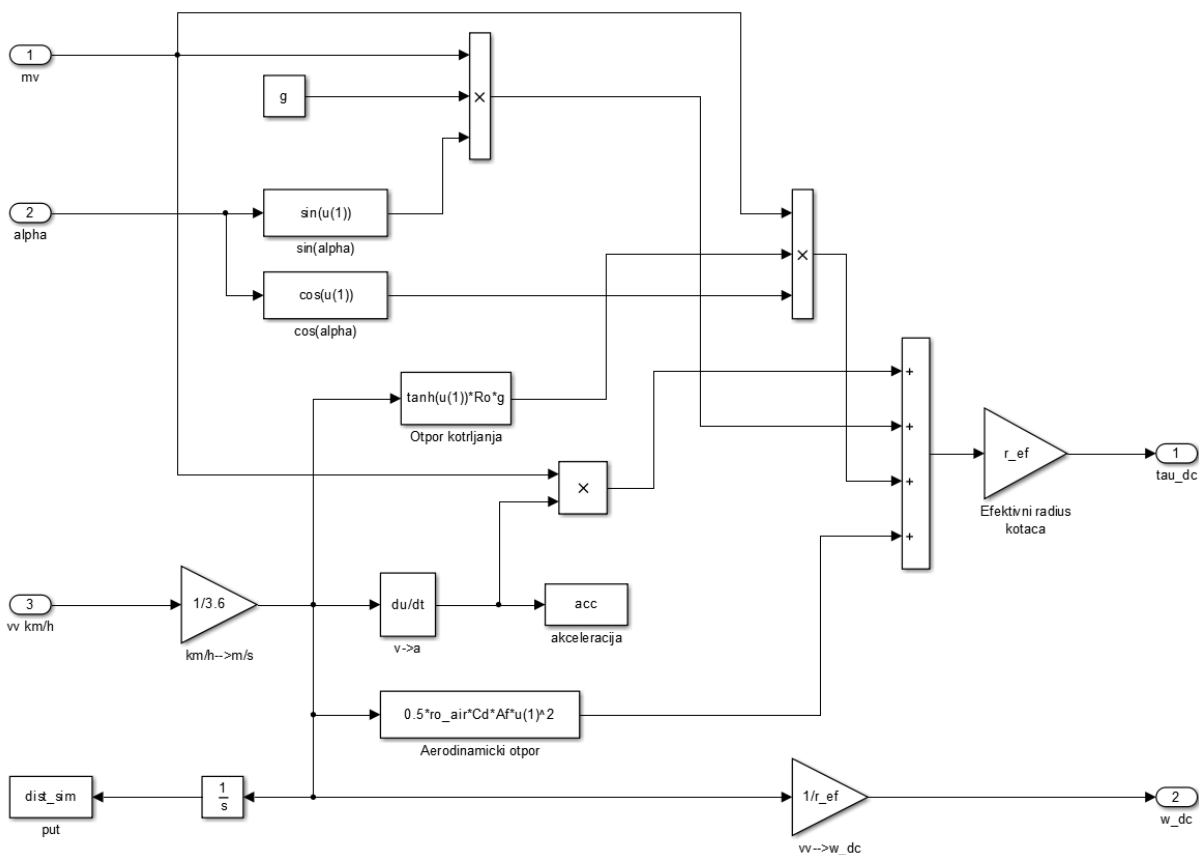 1
mv
g
×
2
alpha
sin(u(1))
sin(alpha)
cos(u(1))
cos(alpha)
×
tanh(u(1))*Ro*g
Otpor kotrljanja
×
+
+
+
+
r_ef
Efektivni radius
kotaca
1
tau_dc
3
vv km/h
1/3.6
km/h-->m/s
du/dt
v->a
acc
akceleracija
0.5*ro_air*Cd*Af*u(1)^2
Aerodinamicki otpor
dist_sim
put
1
s
1/r_ef
vv-->w_dc
2
w_dc